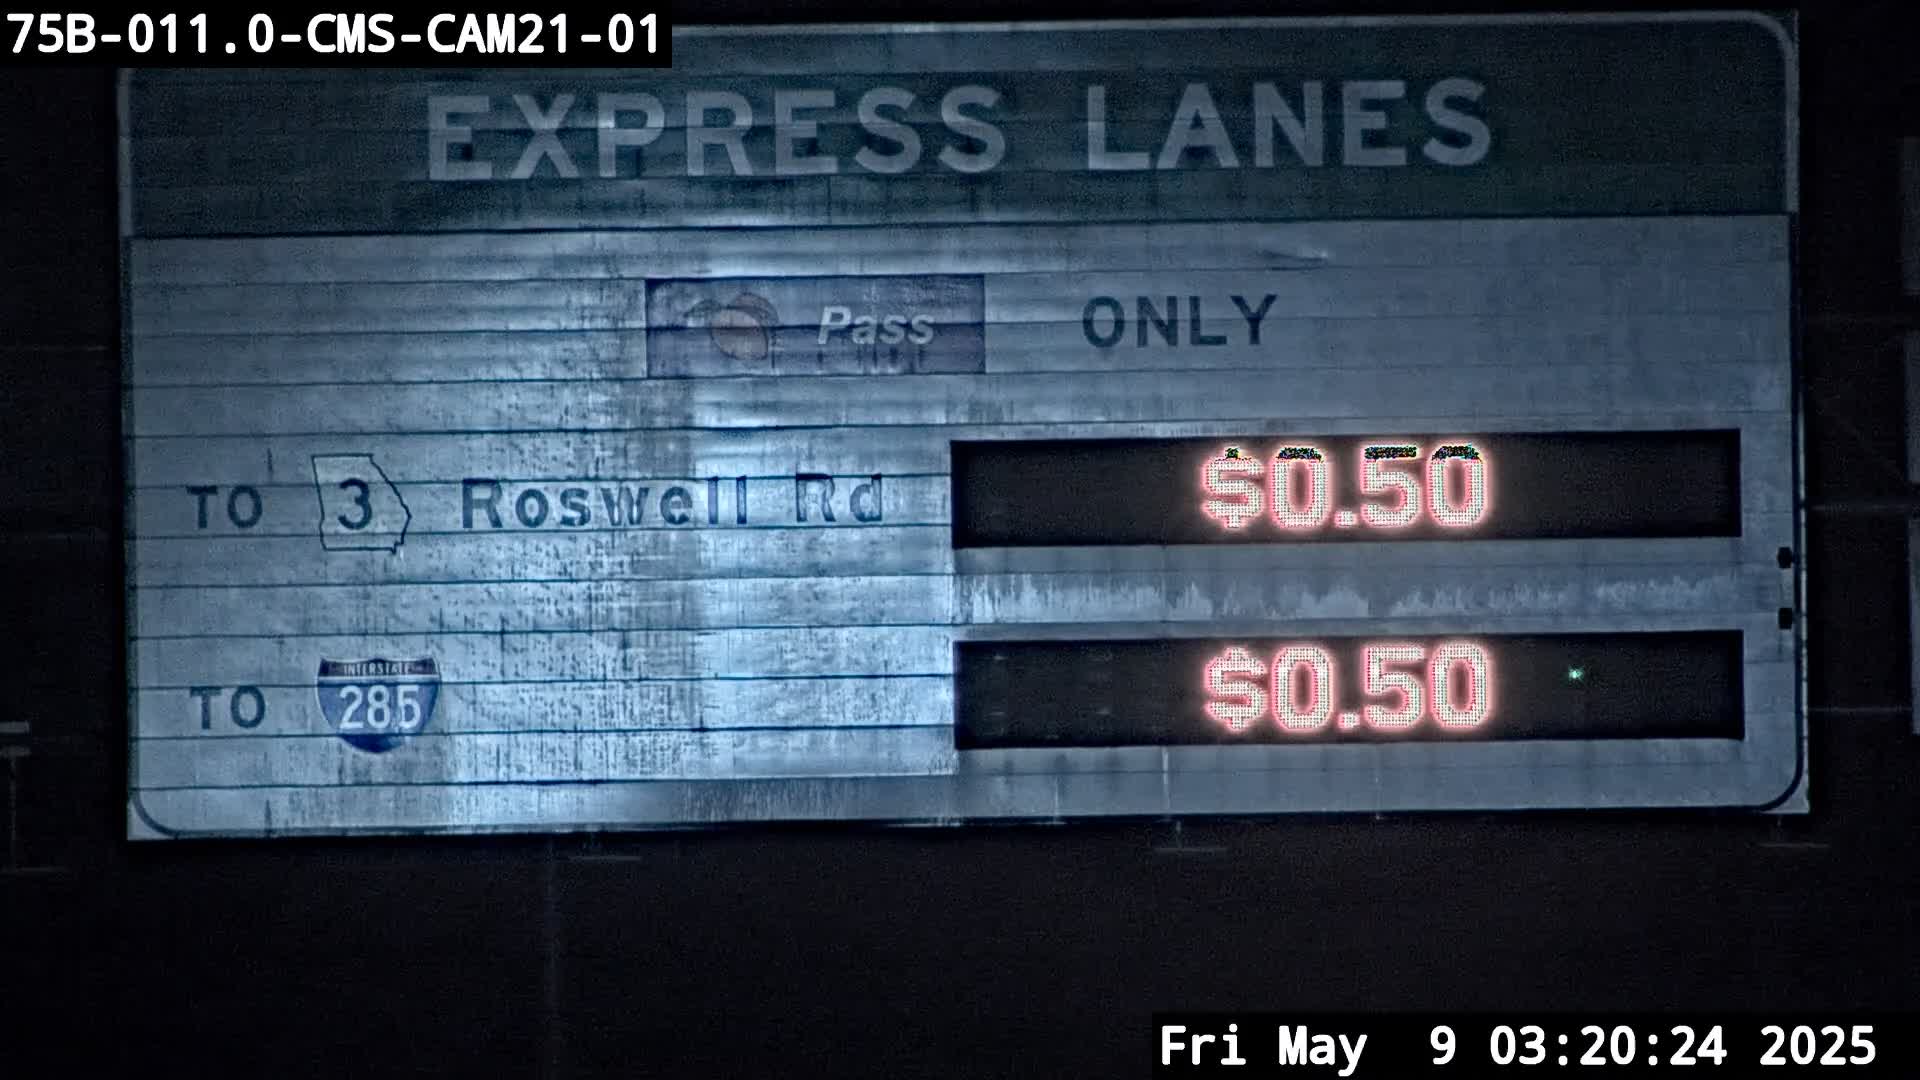 75B-011.0-CMS-CAM21-01
EXPRESS LANES
Pass ONLY
TO 3 Roswell Rd $0.50
TO INTERSTATE 285 $0.50
Fri May 9 03:20:24 2025